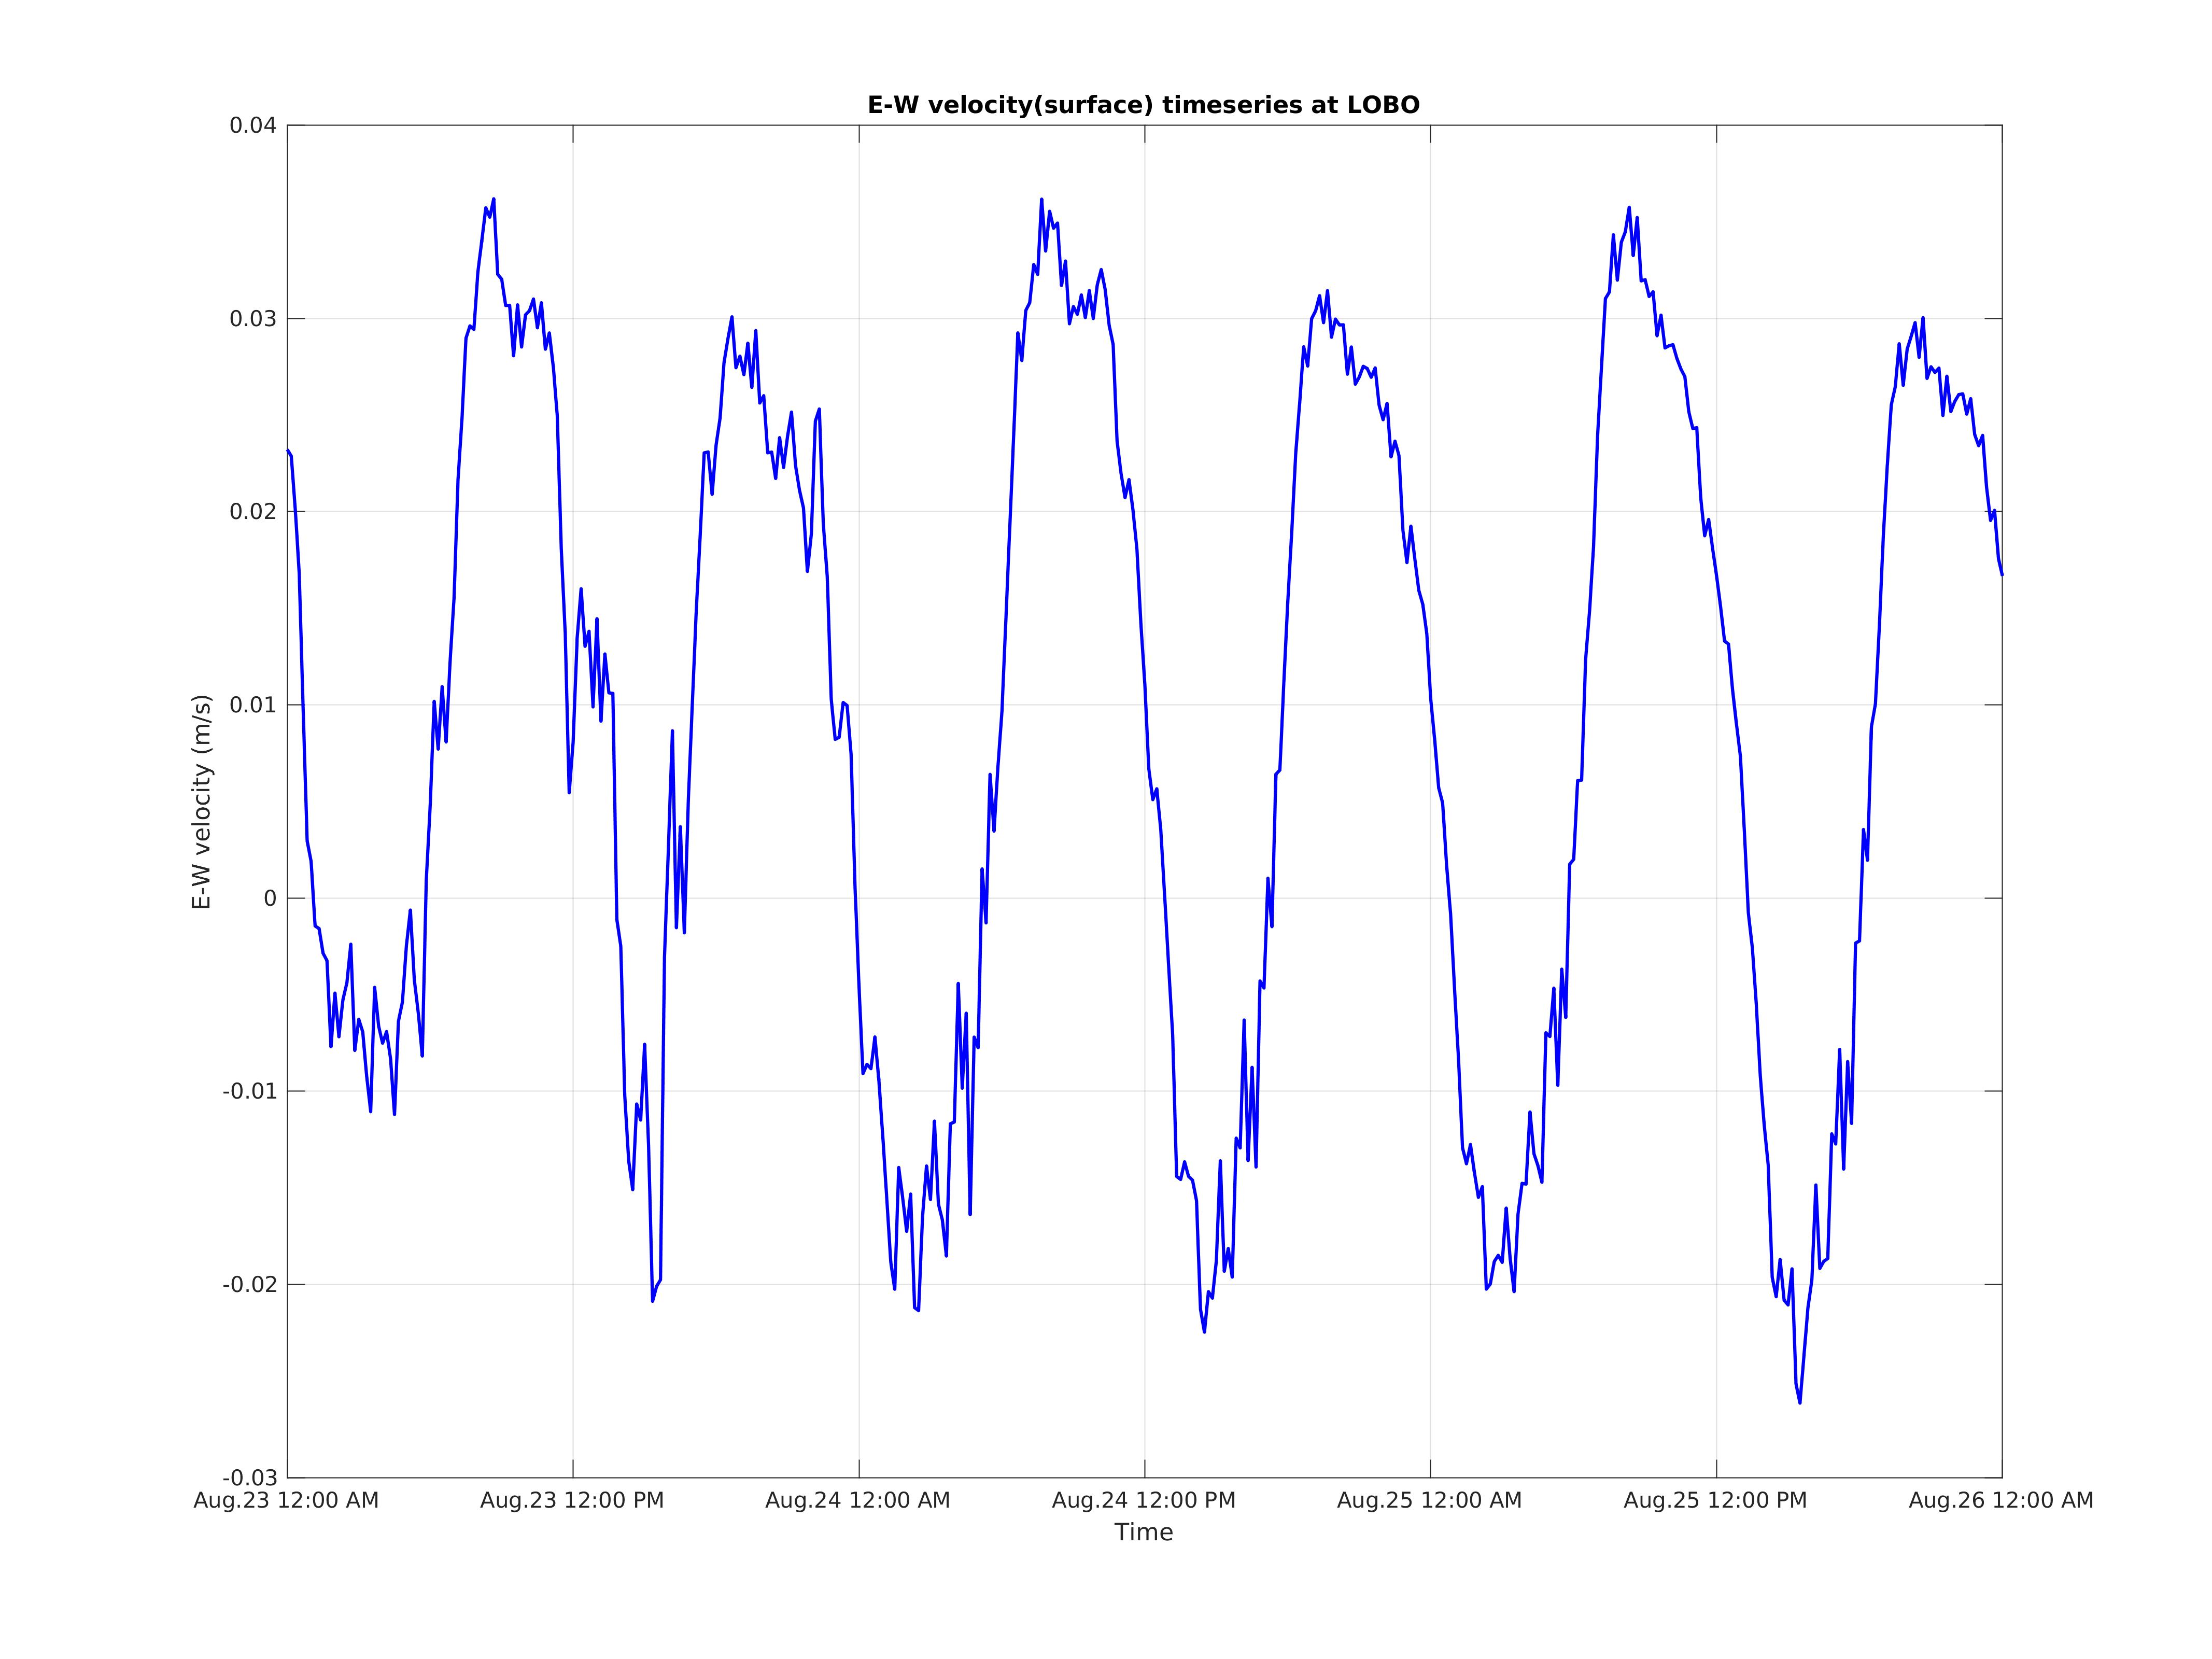 E-W velocity(surface) timeseries at LOBO
0.04
0.03
0.02
0.01
0
-0.01
-0.02
-0.03
E-W velocity (m/s)
Aug.23 12:00 AM Aug.23 12:00 PM Aug.24 12:00 AM Aug.24 12:00 PM Aug.25 12:00 AM Aug.25 12:00 PM Aug.26 12:00 AM
Time